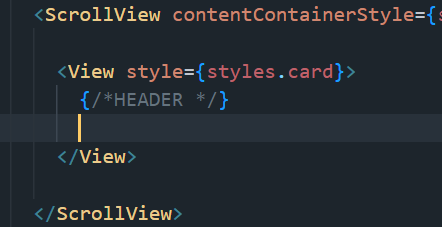 <ScrollView contentContainerStyle={
<View style={styles.card}>
{/*HEADER */}
</View>
</ScrollView>